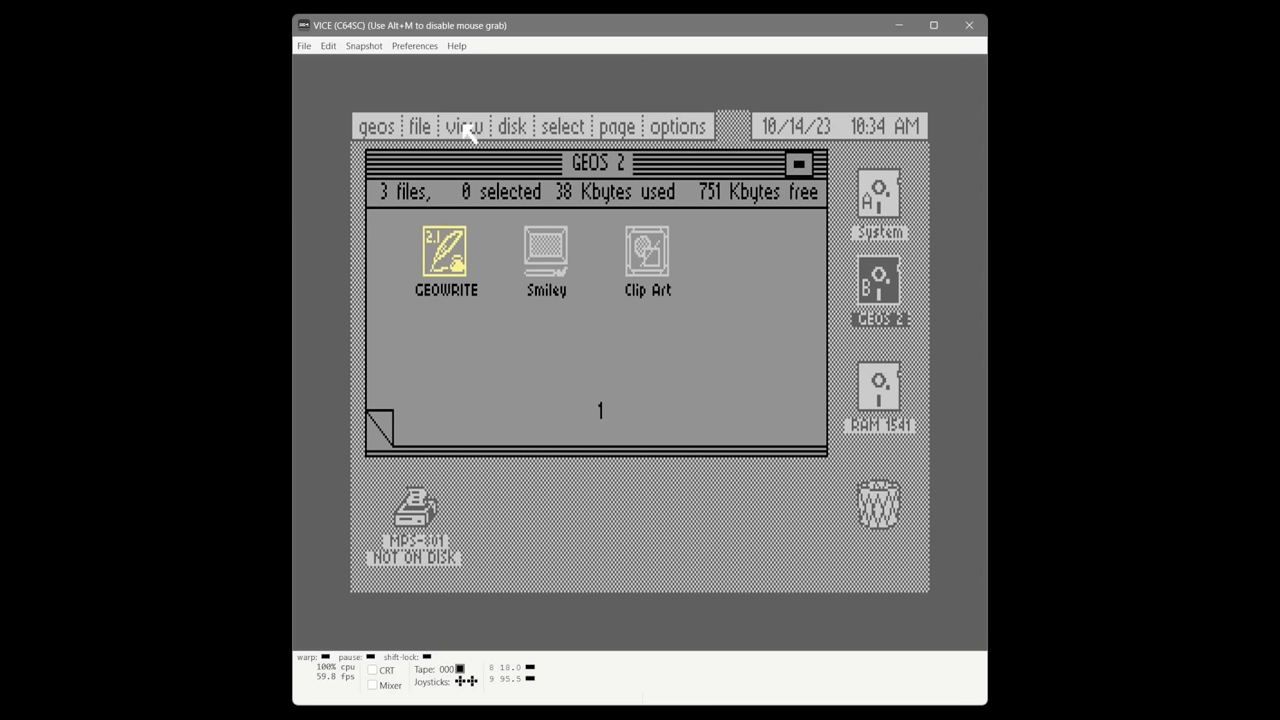 VICE (C64SC) (Use Alt+M to disable mouse grab)
File Edit Snapshot Preferences Help
geos file view disk select page options 10/14/23 10:34 AM
GEOS 2
3 files, 0 selected 38 Kbytes used 751 Kbytes free
2.1
GEOWRITE Smiley Clip Art
A
System
B
GEOS 2
RAM 1541
1
MPS-801
NOT ON DISK
warp: pause: shift-lock:
100% cpu
59.8 fps
CRT
Mixer
Tape: 000
Joysticks:
8 18.0
9 95.5